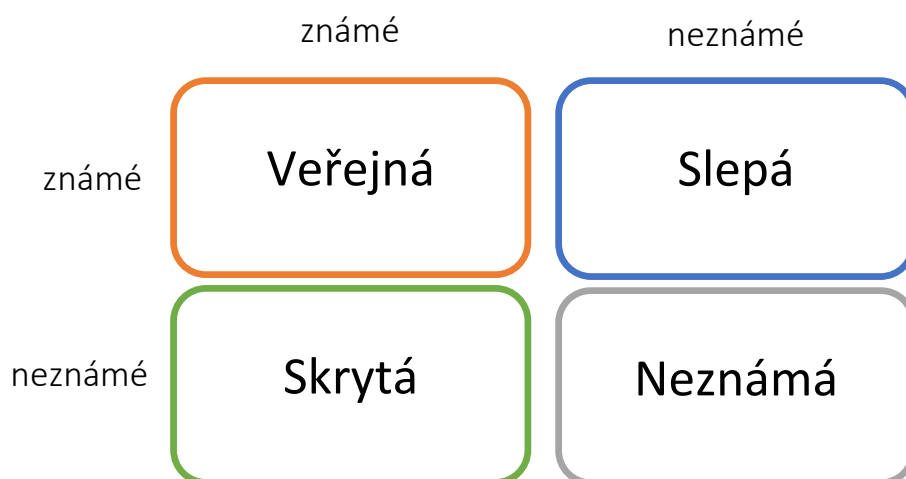 známé
neznámé
známé
Veřejná
Slepá
neznámé
Skrytá
Neznámá